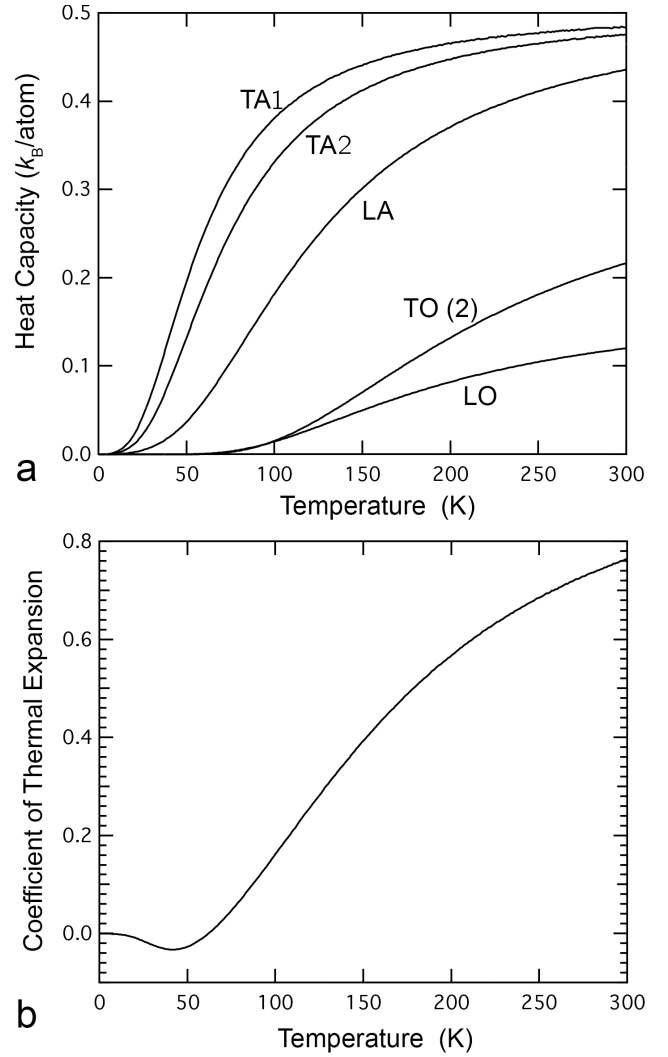 0.5
0.4
0.3
0.2
0.1
0.0
Heat Capacity (k_B/atom)
TA1
TA2
LA
TO (2)
LO
a
0 50 100 150 200 250 300
Temperature (K)
0.8
0.6
0.4
0.2
0.0
Coefficient of Thermal Expansion
b
0 50 100 150 200 250 300
Temperature (K)